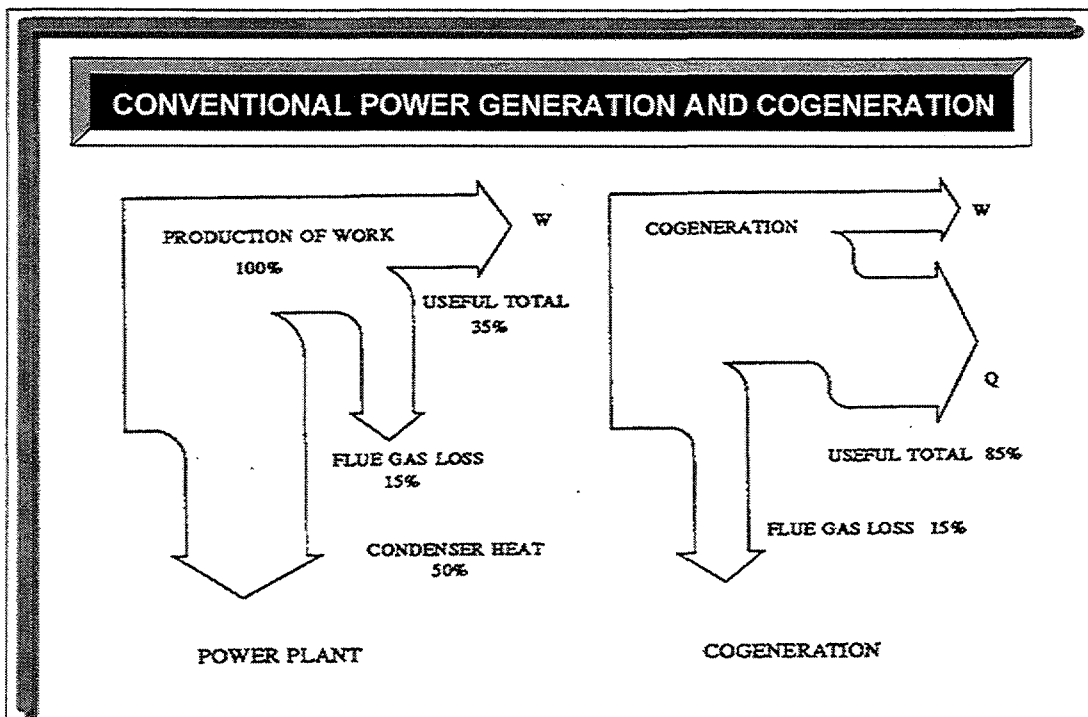 CONVENTIONAL POWER GENERATION AND COGENERATION
PRODUCTION OF WORK
100%
W
USEFUL TOTAL
35%
FLUE GAS LOSS
15%
CONDENSER HEAT
50%
POWER PLANT
COGENERATION
W
Q
USEFUL TOTAL 85%
FLUE GAS LOSS 15%
COGENERATION